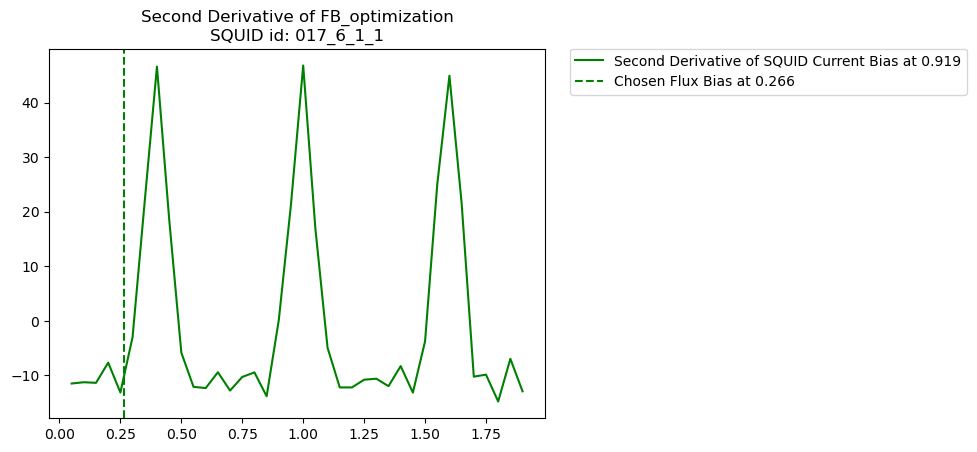 Second Derivative of FB_optimization
SQUID id: 017_6_1_1
Second Derivative of SQUID Current Bias at 0.919
Chosen Flux Bias at 0.266
40
30
20
10
0
−10
0.00 0.25 0.50 0.75 1.00 1.25 1.50 1.75